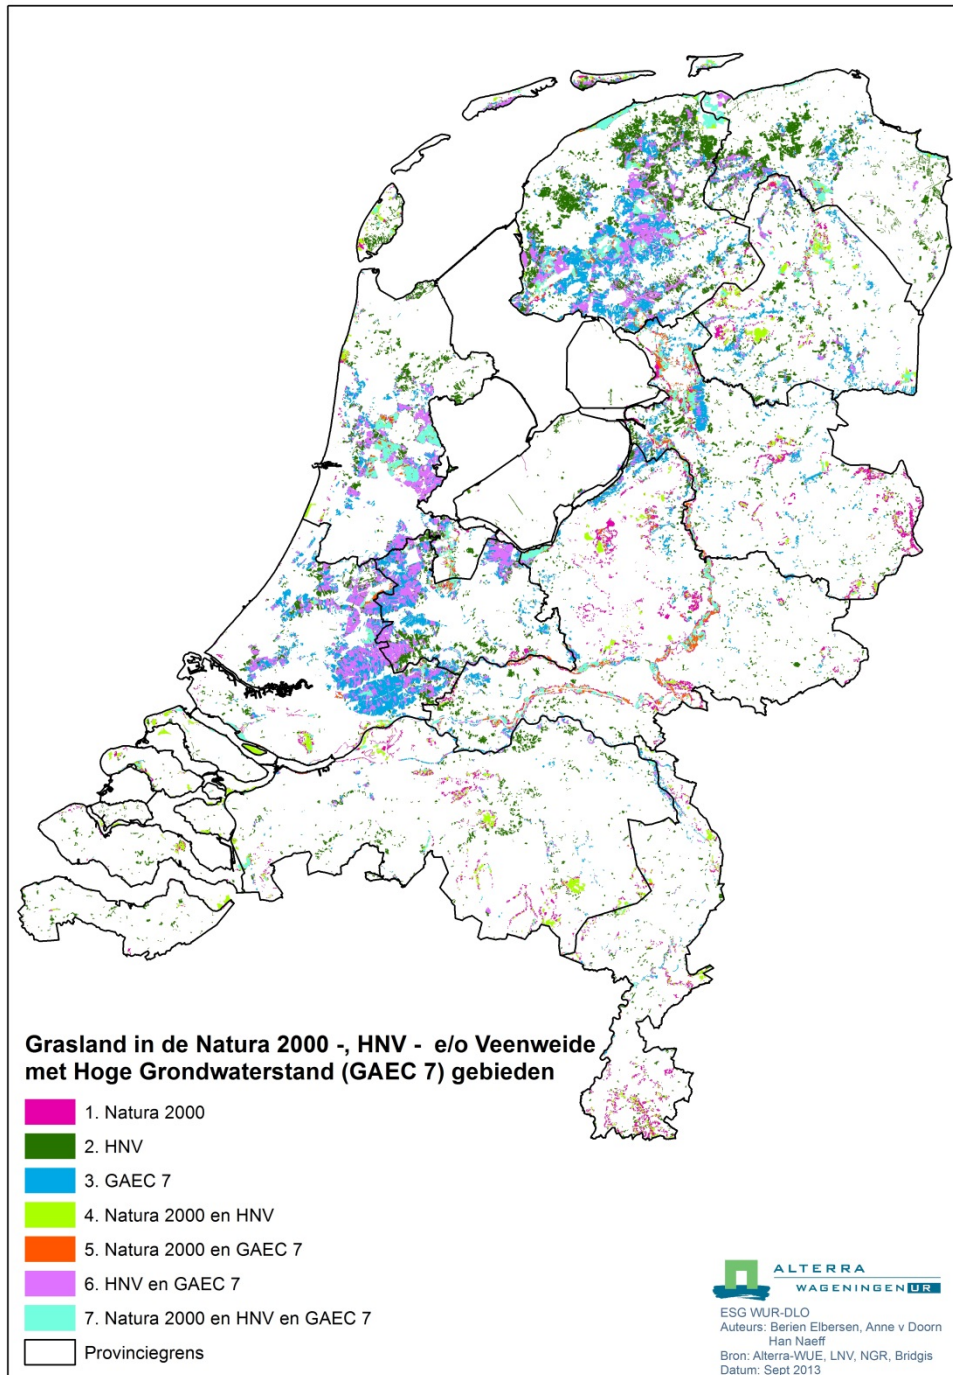 Grasland in de Natura 2000 -, HNV - e/o Veenweide
met Hoge Grondwaterstand (GAEC 7) gebieden
1. Natura 2000
2. HNV
3. GAEC 7
4. Natura 2000 en HNV
5. Natura 2000 en GAEC 7
6. HNV en GAEC 7
7. Natura 2000 en HNV en GAEC 7
Provinciegrens
ALTERRA
WAGENINGEN UR
ESG WUR-DLO
Auteurs: Berien Elbersen, Anne v Doorn
Han Naeff
Bron: Alterra-WUE, LNV, NGR, Bridgis
Datum: Sept 2013